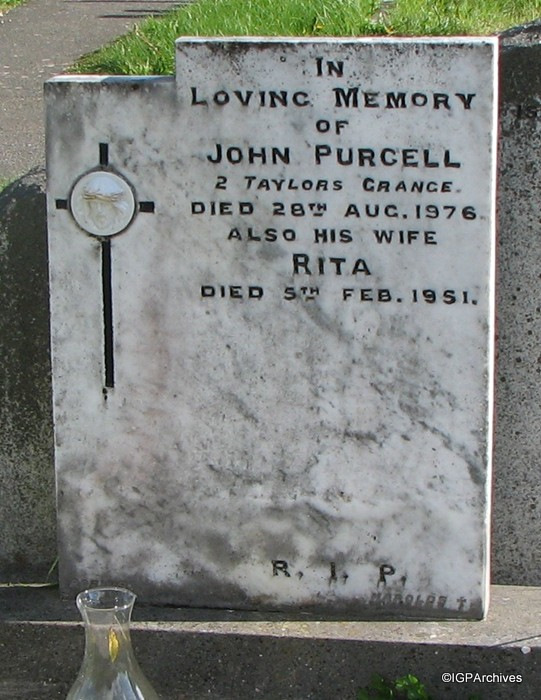 IN
LOVING MEMORY
OF
JOHN PURCELL
2 TAYLORS GRANGE.
DIED 28TH AUG. 1976.
ALSO HIS WIFE
RITA
DIED 5TH FEB. 1951.
R. I. P.
HAROLDS
©IGPArchives